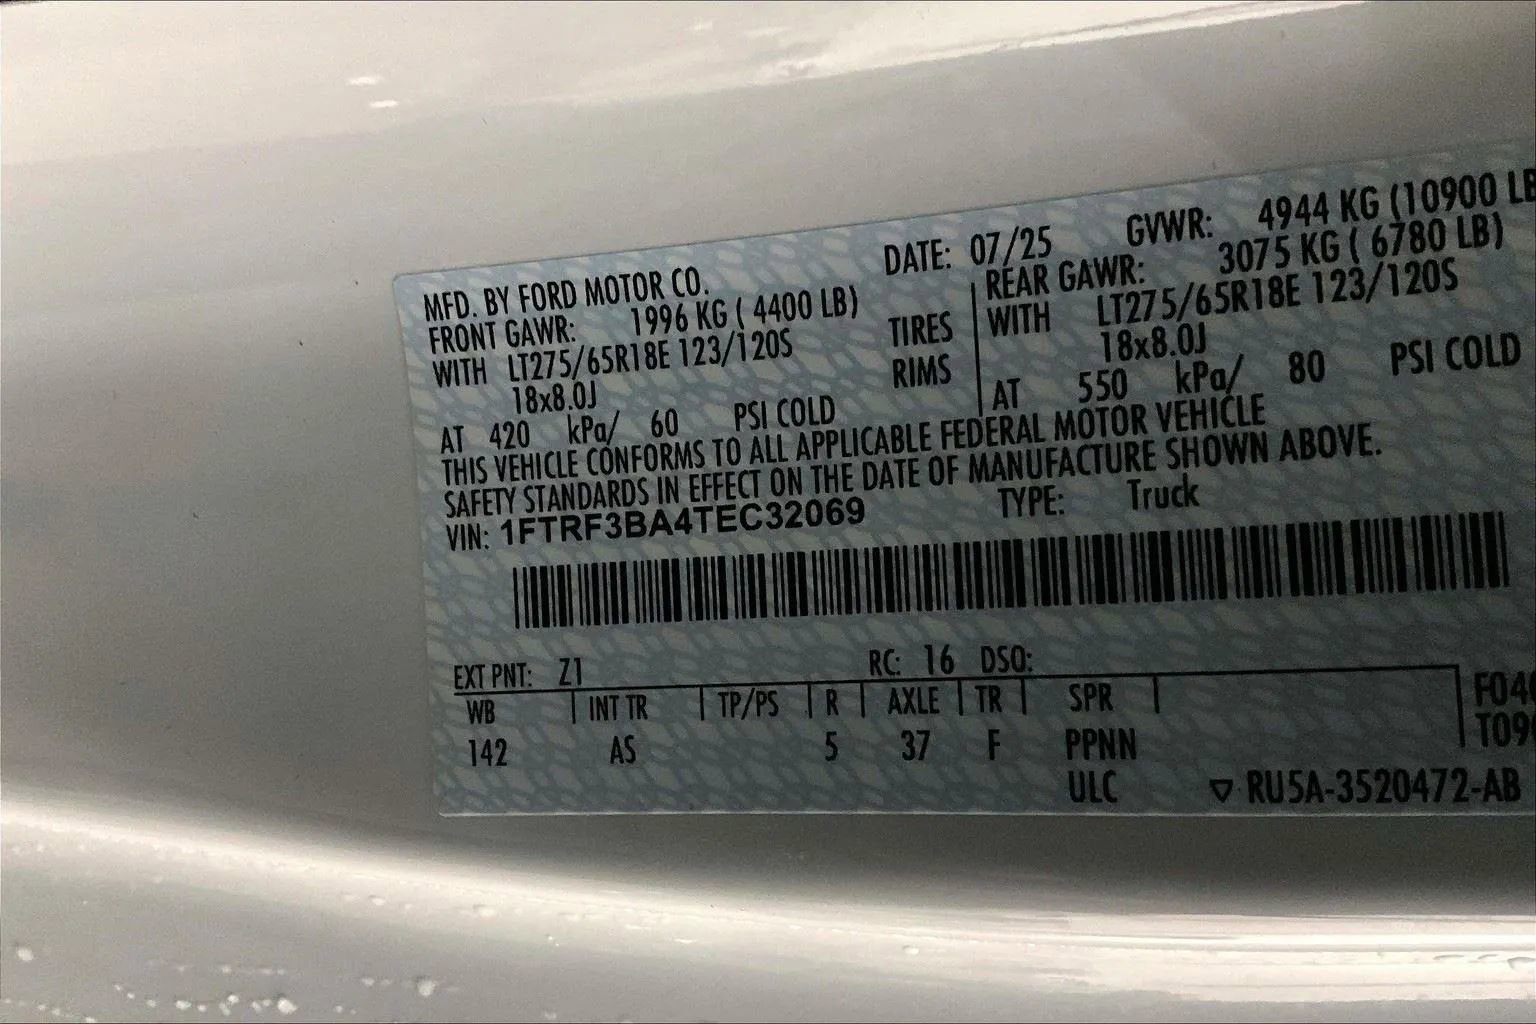 MFD. BY FORD MOTOR CO. DATE: 07/25 GVWR: 4944 KG (10900 LB
FRONT GAWR: 1996 KG ( 4400 LB) REAR GAWR: 3075 KG ( 6780 LB)
WITH LT275/65R18E 123/120S TIRES WITH LT275/65R18E 123/120S
18x8.0J RIMS 18x8.0J
AT 420 kPa/ 60 PSI COLD AT 550 kPa/ 80 PSI COLD
THIS VEHICLE CONFORMS TO ALL APPLICABLE FEDERAL MOTOR VEHICLE
SAFETY STANDARDS IN EFFECT ON THE DATE OF MANUFACTURE SHOWN ABOVE.
VIN: 1FTRF3BA4TEC32069 TYPE: Truck
EXT PNT: Z1 RC: 16 DSO:
WB INT TR TP/PS R AXLE TR SPR F04
142 AS 5 37 F PPNN T09
ULC ▽ RU5A-3520472-AB